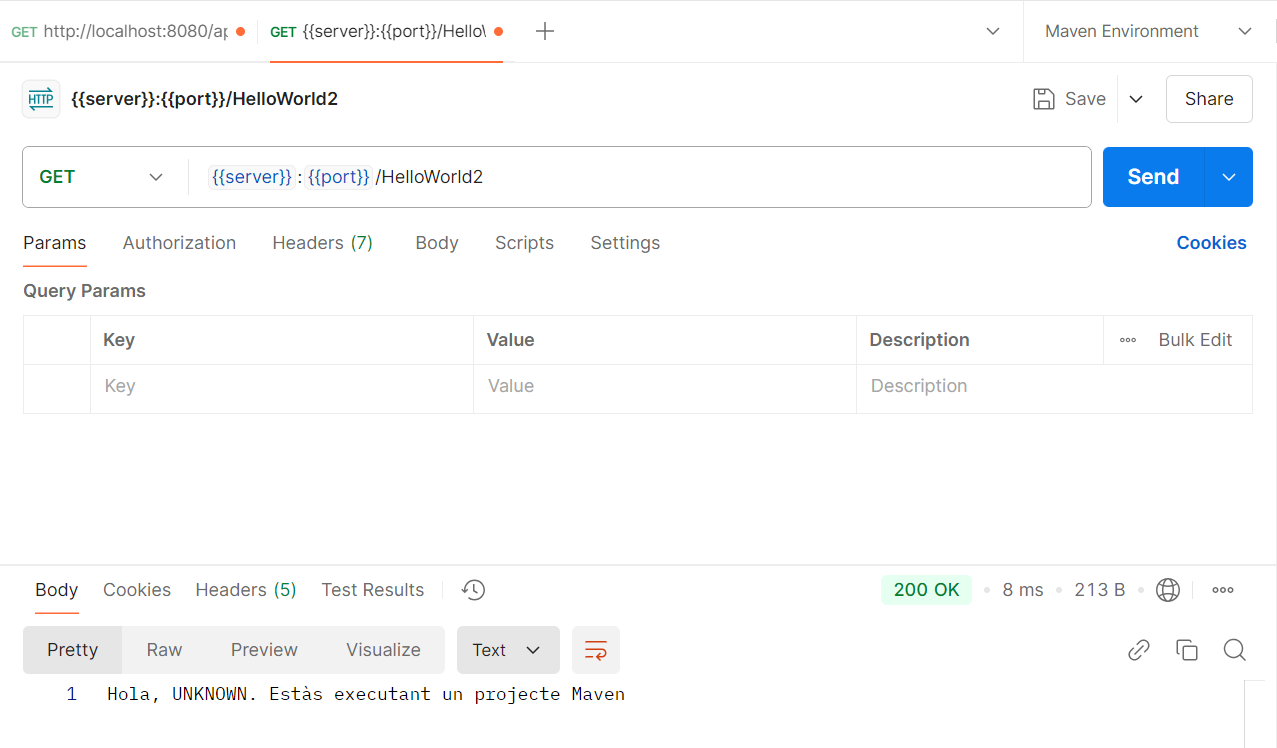 GET http://localhost:8080/ap GET {{server}}:{{port}}/Hello\ Maven Environment
HTTP {{server}}:{{port}}/HelloWorld2 Save Share
GET {{server}}:{{port}}/HelloWorld2 Send
Params Authorization Headers (7) Body Scripts Settings Cookies
Query Params
Key Value Description Bulk Edit
Key Value Description
Body Cookies Headers (5) Test Results 200 OK 8 ms 213 B
Pretty Raw Preview Visualize Text
1 Hola, UNKNOWN. Estàs executant un projecte Maven